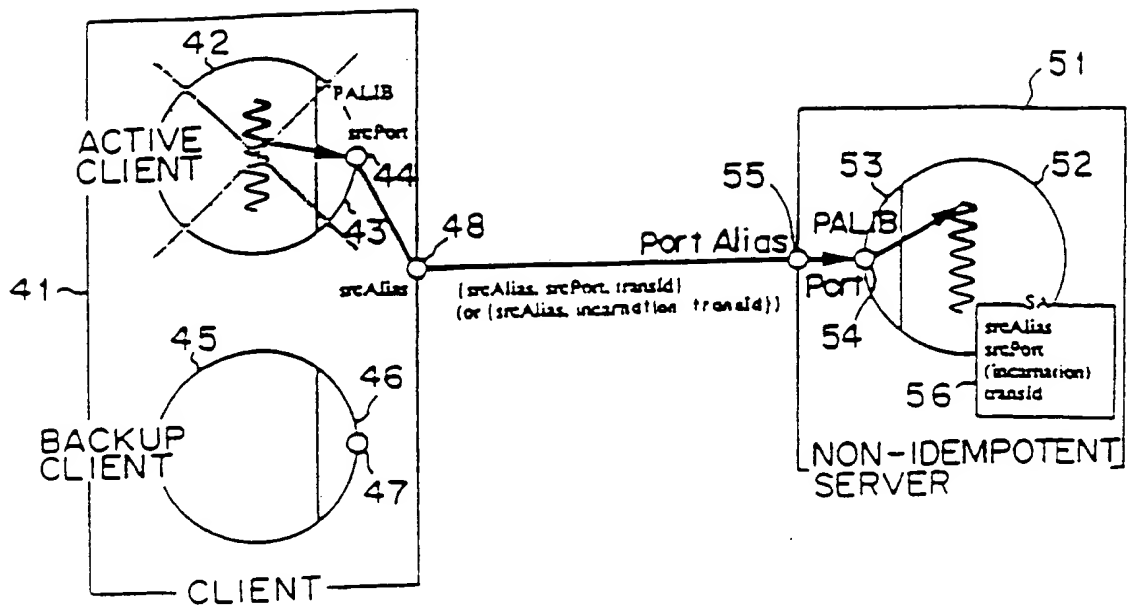 42
PALIB
srcPort
ACTIVE
CLIENT
44
43
48
srcAlias
41
45
46
BACKUP
CLIENT
47
CLIENT
Port Alias
(srcAlias, srcPort, transId)
(or (srcAlias, incarnation transId))
51
52
53
55
PALIB
Port
54
srcAlias
srcPort
(incarnation)
transId
56
NON-IDEMPOTENT
SERVER